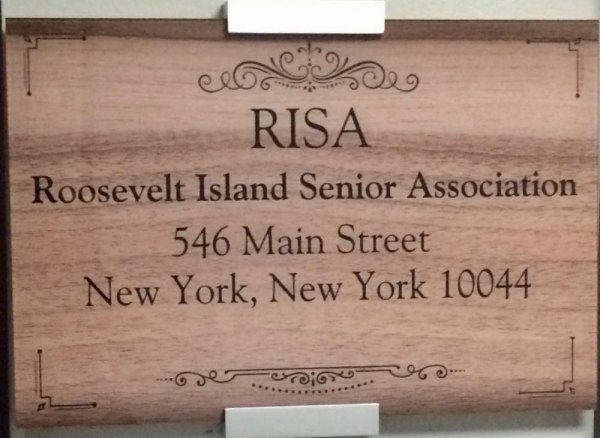 RISA
Roosevelt Island Senior Association
546 Main Street
New York, New York 10044